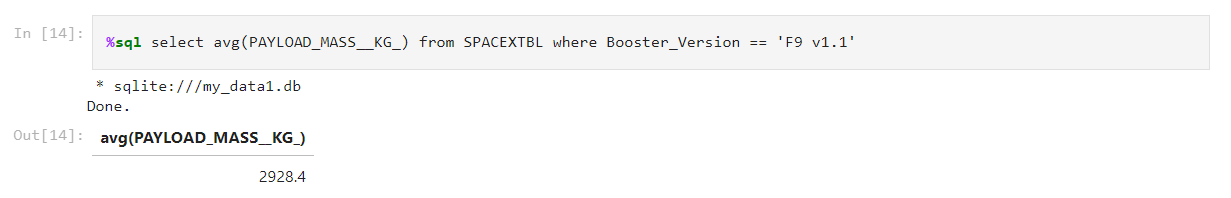 In [14]: %sql select avg(PAYLOAD_MASS__KG_) from SPACEXTBL where Booster_Version == 'F9 v1.1'
* sqlite:///my_data1.db
Done.
Out[14]: avg(PAYLOAD_MASS__KG_)
2928.4